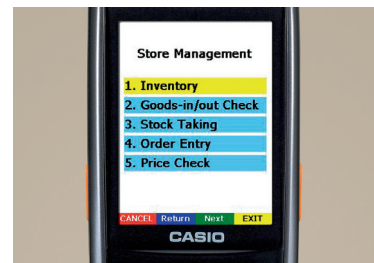 Store Management
1. Inventory
2. Goods-in/out Check
3. Stock Taking
4. Order Entry
5. Price Check
CANCEL Return Next EXIT
CASIO